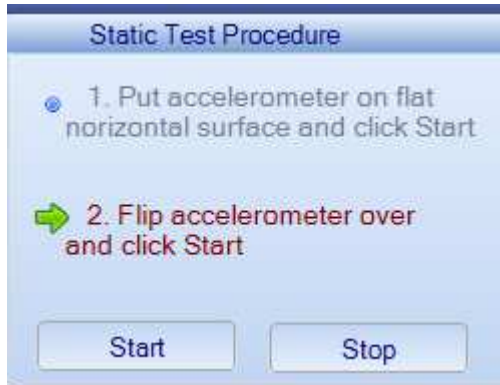 Static Test Procedure
1. Put accelerometer on flat
norizontal surface and click Start
2. Flip accelerometer over
and click Start
Start
Stop